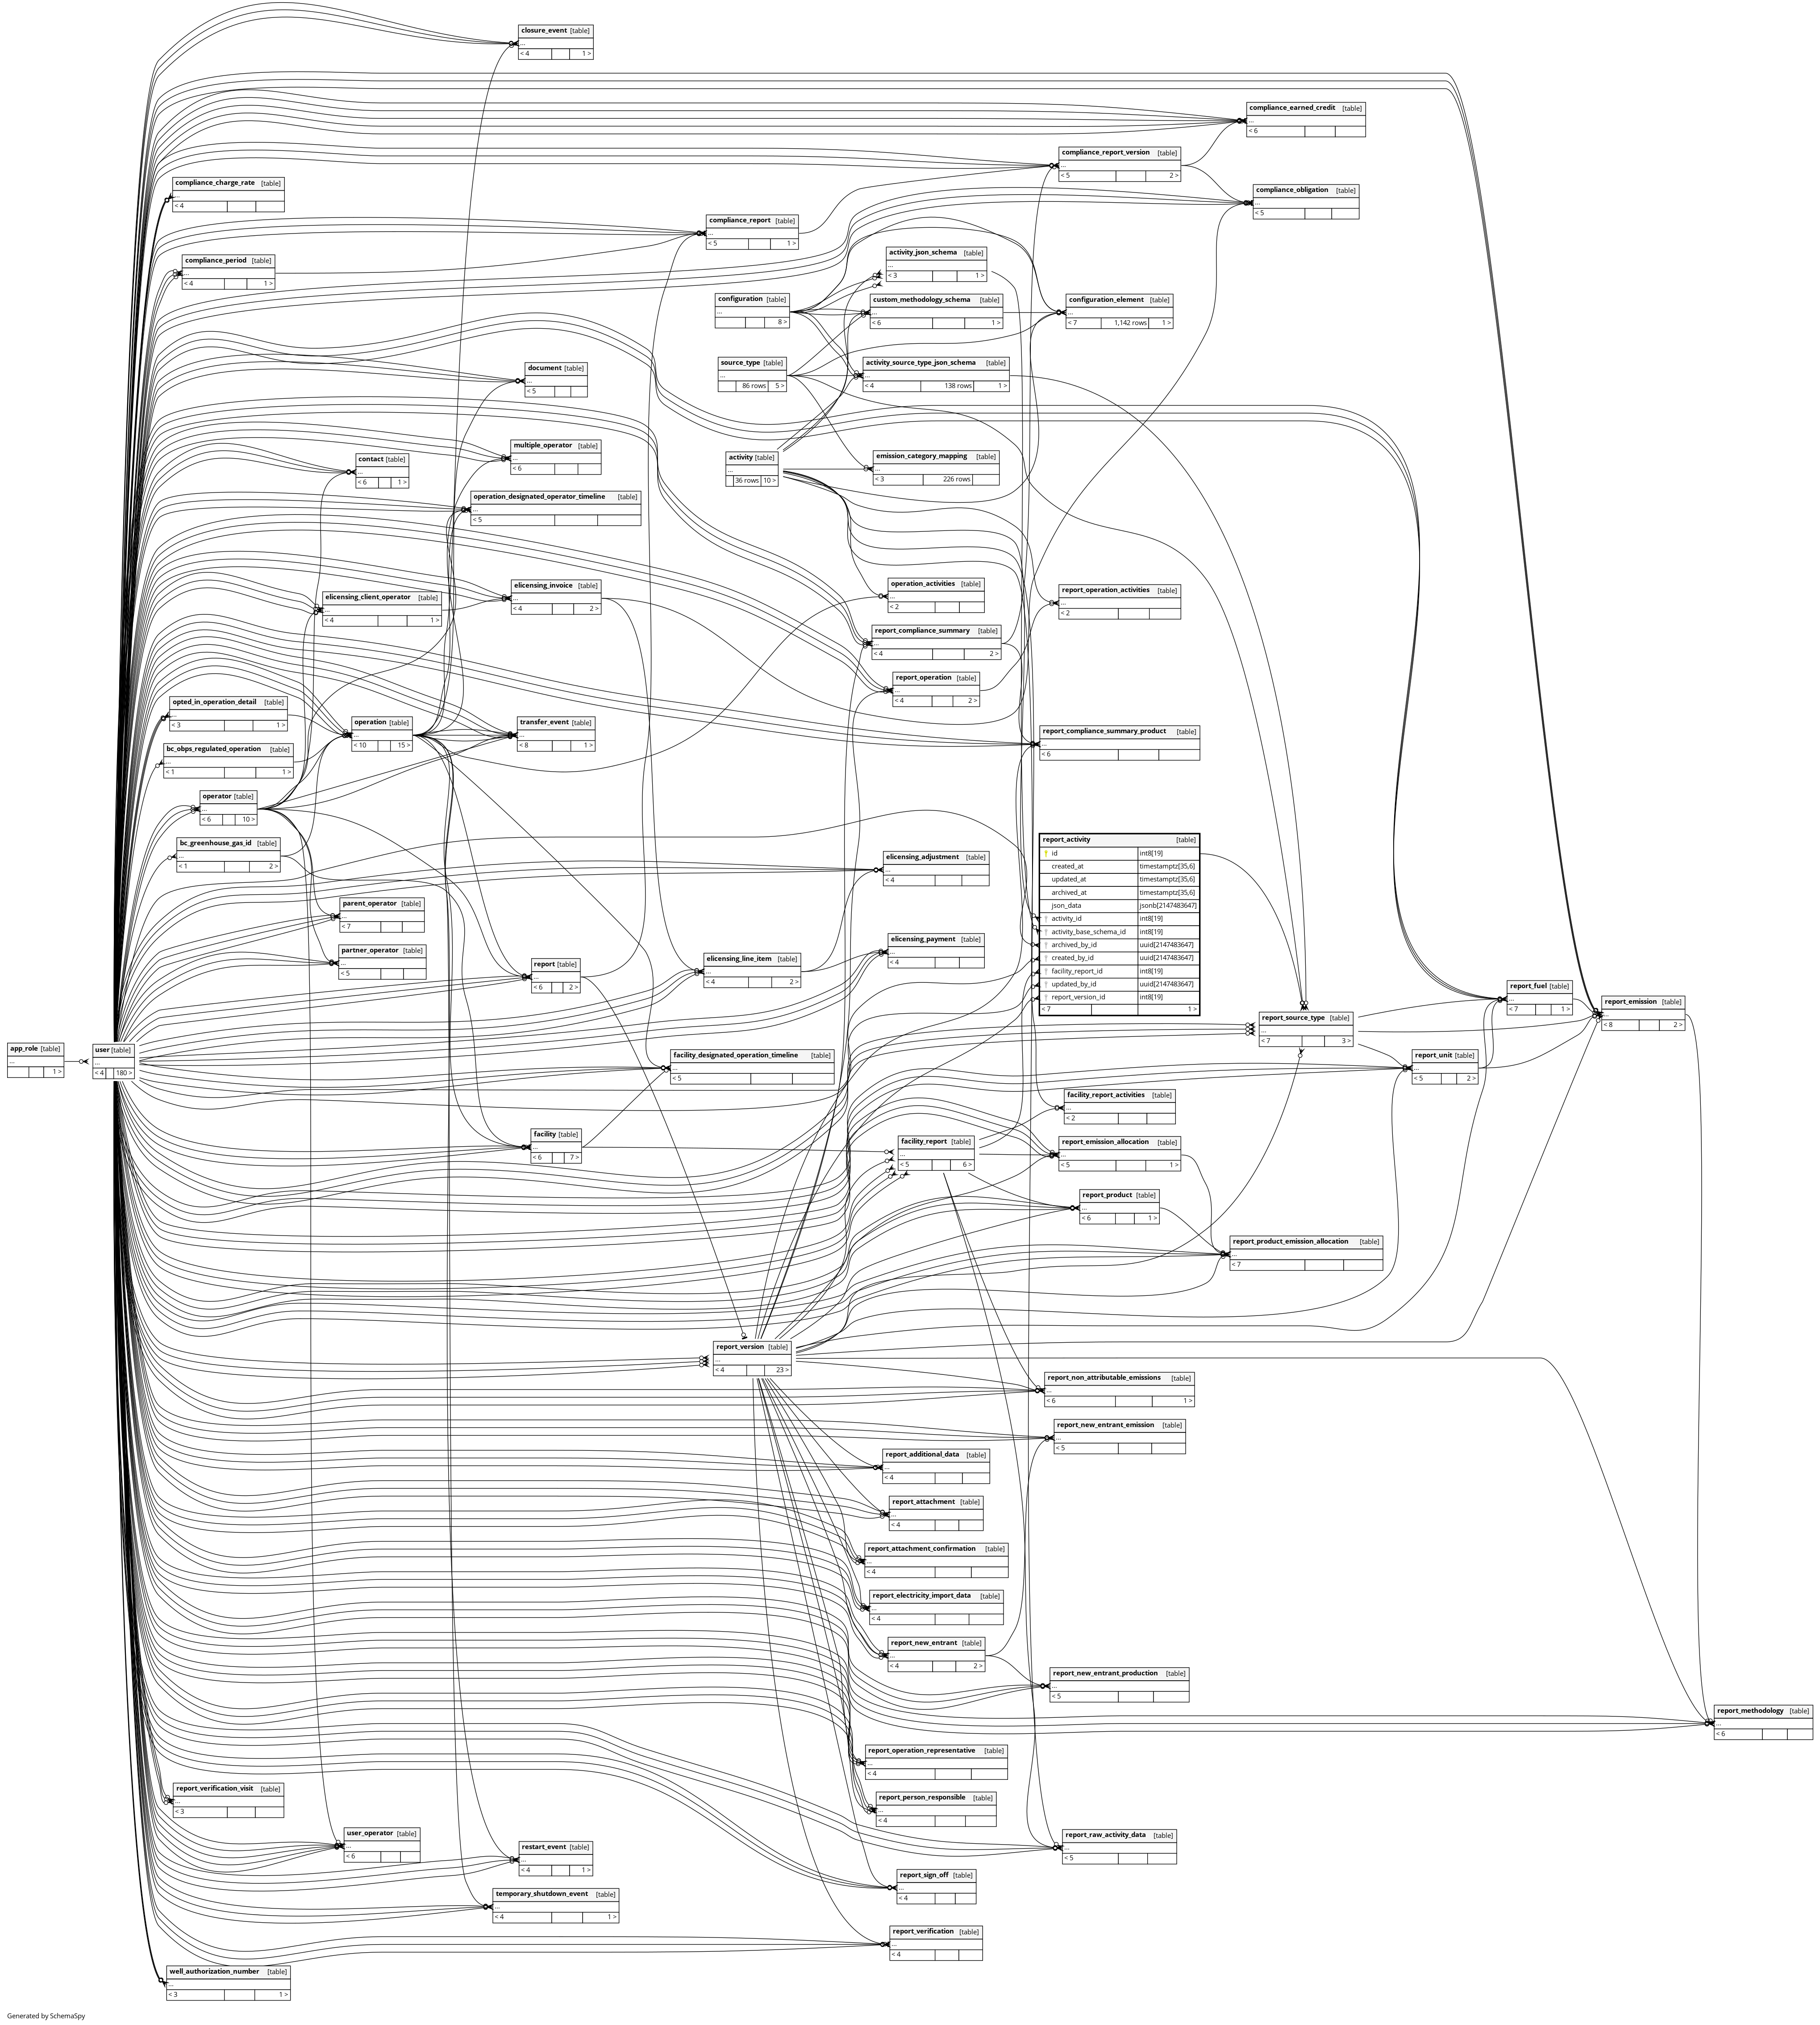 closure_event [table]
...
< 4 1 >
compliance_earned_credit [table]
...
< 6
compliance_report_version [table]
...
< 5 2 >
compliance_charge_rate [table]
...
< 4
compliance_obligation [table]
...
< 5
compliance_report [table]
...
< 5 1 >
activity_json_schema [table]
...
< 3 1 >
compliance_period [table]
...
< 4 1 >
configuration [table]
...
8 >
custom_methodology_schema [table]
...
< 6 1 >
configuration_element [table]
...
< 7 1,142 rows 1 >
source_type [table]
...
86 rows 5 >
activity_source_type_json_schema [table]
...
< 4 138 rows 1 >
document [table]
...
< 5
multiple_operator [table]
...
< 6
contact [table]
...
< 6 1 >
activity [table]
...
36 rows 10 >
emission_category_mapping [table]
...
< 3 226 rows
operation_designated_operator_timeline [table]
...
< 5
elicensing_invoice [table]
...
< 4 2 >
elicensing_client_operator [table]
...
< 4 1 >
operation_activities [table]
...
< 2
report_operation_activities [table]
...
< 2
report_compliance_summary [table]
...
< 4 2 >
report_operation [table]
...
< 4 2 >
opted_in_operation_detail [table]
...
< 3 1 >
operation [table]
...
< 10 15 >
transfer_event [table]
...
< 8 1 >
report_compliance_summary_product [table]
...
< 6
bc_obps_regulated_operation [table]
...
< 1 1 >
operator [table]
...
< 6 10 >
bc_greenhouse_gas_id [table]
...
< 1 2 >
report_activity [table]
id int8[19]
created_at timestamptz[35,6]
updated_at timestamptz[35,6]
archived_at timestamptz[35,6]
json_data jsonb[2147483647]
activity_id int8[19]
activity_base_schema_id int8[19]
archived_by_id uuid[2147483647]
created_by_id uuid[2147483647]
facility_report_id int8[19]
updated_by_id uuid[2147483647]
report_version_id int8[19]
< 7 1 >
elicensing_adjustment [table]
...
< 4
parent_operator [table]
...
< 7
partner_operator [table]
...
< 5
elicensing_payment [table]
...
< 4
elicensing_line_item [table]
...
< 4 2 >
report [table]
...
< 6 2 >
report_fuel [table]
...
< 7 1 >
report_emission [table]
...
< 8 2 >
report_source_type [table]
...
< 7 3 >
app_role [table]
...
1 >
user [table]
...
< 4 180 >
facility_designated_operation_timeline [table]
...
< 5
report_unit [table]
...
< 5 2 >
facility_report_activities [table]
...
< 2
facility [table]
...
< 6 7 >
facility_report [table]
...
< 5 6 >
report_emission_allocation [table]
...
< 5 1 >
report_product [table]
...
< 6 1 >
report_product_emission_allocation [table]
...
< 7
report_version [table]
...
< 4 23 >
report_non_attributable_emissions [table]
...
< 6 1 >
report_new_entrant_emission [table]
...
< 5
report_additional_data [table]
...
< 4
report_attachment [table]
...
< 4
report_attachment_confirmation [table]
...
< 4
report_electricity_import_data [table]
...
< 4
report_new_entrant [table]
...
< 4 2 >
report_new_entrant_production [table]
...
< 5
report_methodology [table]
...
< 6
report_operation_representative [table]
...
< 4
report_verification_visit [table]
...
< 3
report_person_responsible [table]
...
< 4
user_operator [table]
...
< 6
report_raw_activity_data [table]
...
< 5
restart_event [table]
...
< 4 1 >
report_sign_off [table]
...
< 4
temporary_shutdown_event [table]
...
< 4 1 >
report_verification [table]
...
< 4
well_authorization_number [table]
...
< 3 1 >
Generated by SchemaSpy